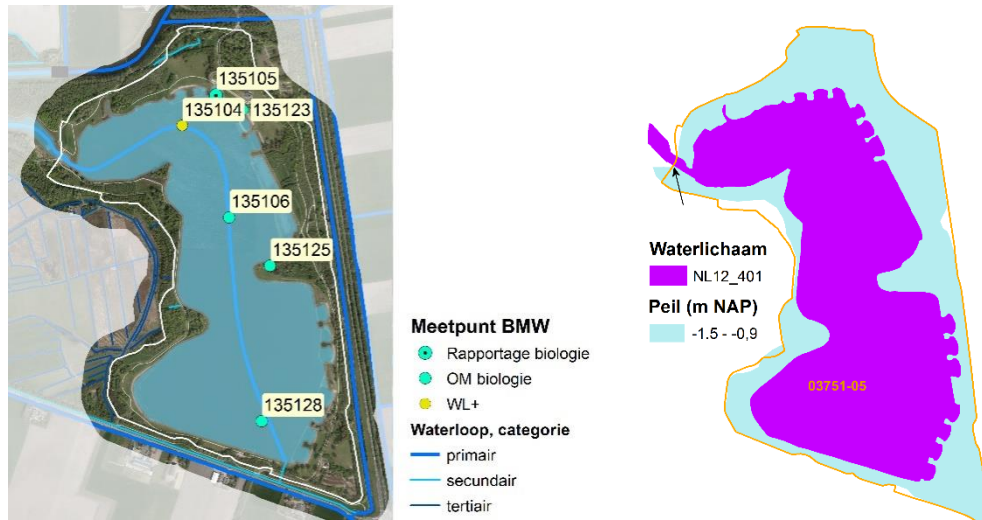 135105
135104
135123
135106
135125
135128
Meetpunt BMW
Rapportage biologie
OM biologie
WL+
Waterloop, categorie
primair
secundair
tertiair
Waterlichaam
NL12_401
Peil (m NAP)
-1.5 - -0,9
03751-05